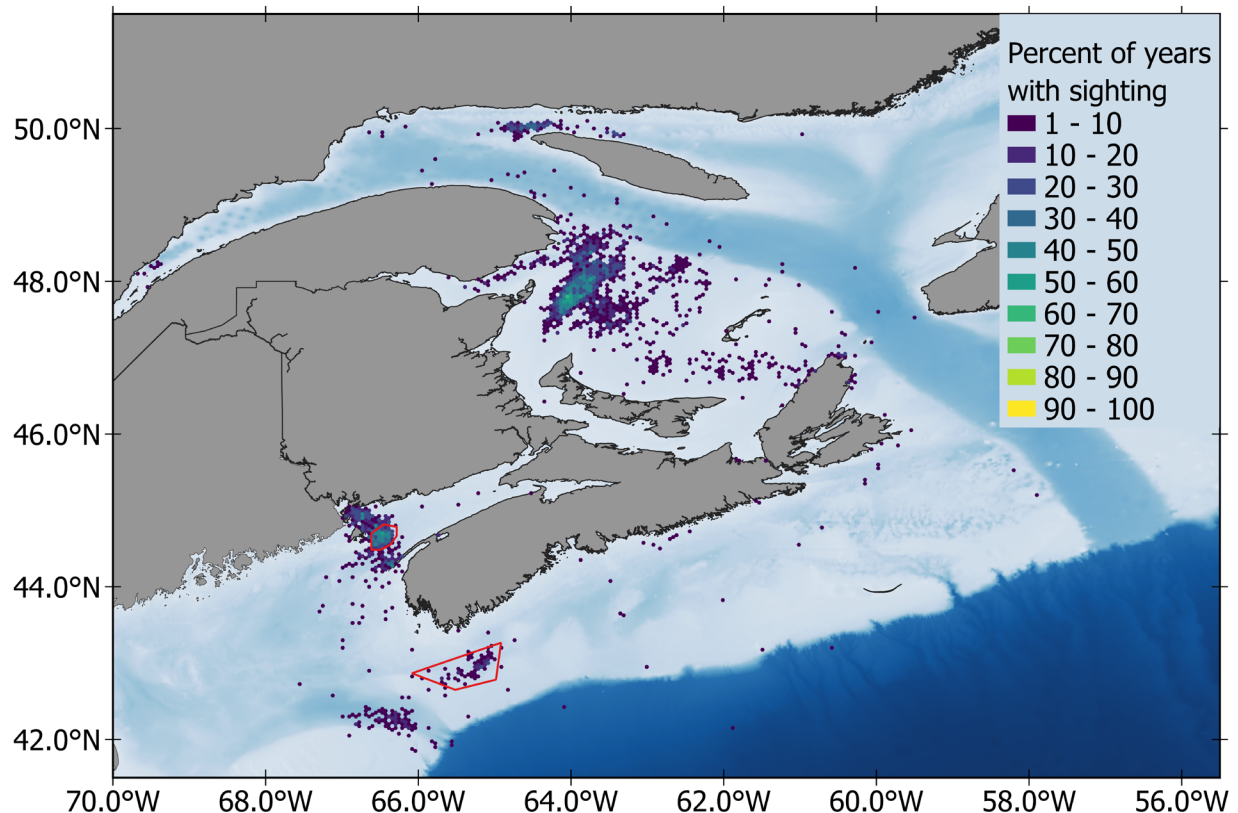 Percent of years
with sighting
1 - 10
10 - 20
20 - 30
30 - 40
40 - 50
50 - 60
60 - 70
70 - 80
80 - 90
90 - 100
50.0°N
48.0°N
46.0°N
44.0°N
42.0°N
70.0°W 68.0°W 66.0°W 64.0°W 62.0°W 60.0°W 58.0°W 56.0°W